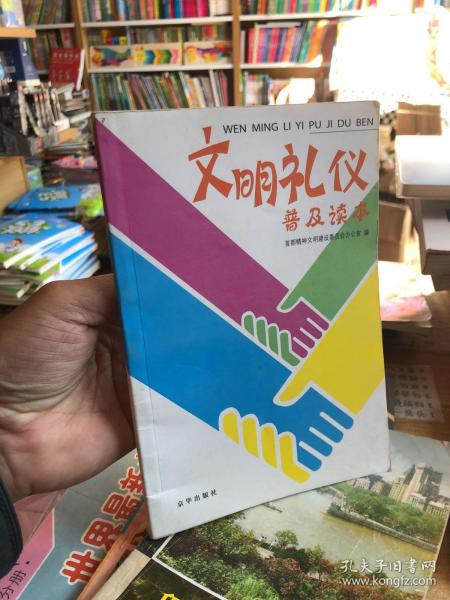 WEN MING LI YI PU JI DU BEN
文明礼仪
普及读本
首都精神文明建设委员会办公室 编
京华出版社
分册
孔夫子旧书网
www.kongfz.com